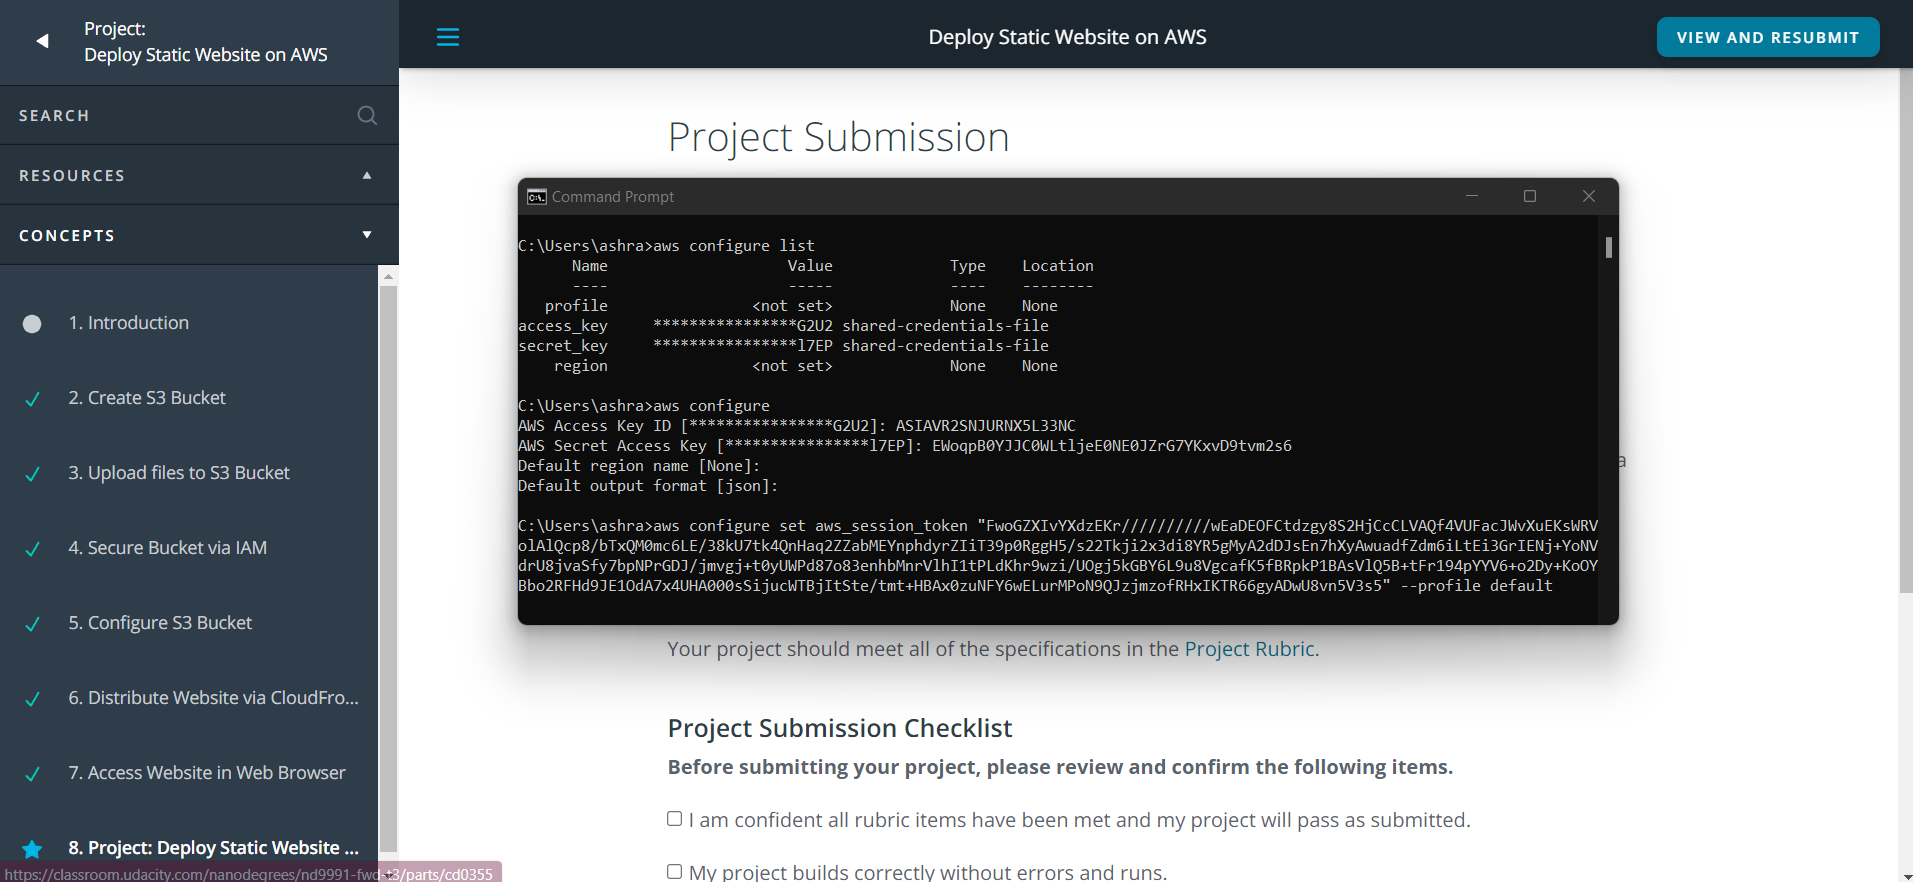 Project:
Deploy Static Website on AWS
SEARCH
RESOURCES
CONCEPTS
1. Introduction
2. Create S3 Bucket
3. Upload files to S3 Bucket
4. Secure Bucket via IAM
5. Configure S3 Bucket
6. Distribute Website via CloudFro...
7. Access Website in Web Browser
8. Project: Deploy Static Website ...
https://classroom.udacity.com/nanodegrees/nd9991-fwd-t3/parts/cd0355
Deploy Static Website on AWS
VIEW AND RESUBMIT
Project Submission
Command Prompt
C:\Users\ashra>aws configure list
Name Value Type Location
---- ----- ---- --------
profile <not set> None None
access_key ****************G2U2 shared-credentials-file
secret_key ****************l7EP shared-credentials-file
region <not set> None None
C:\Users\ashra>aws configure
AWS Access Key ID [****************G2U2]: ASIAVR2SNJURNX5L33NC
AWS Secret Access Key [****************l7EP]: EWoqpB0YJJC0WLtljeE0NE0JZrG7YKxvD9tvm2s6
Default region name [None]:
Default output format [json]:
C:\Users\ashra>aws configure set aws_session_token "FwoGZXIvYXdzEKr//////////wEaDEOFCtdzgy8S2HjCcCLVAQf4VUFacJWvXuEKsWRV
olAlQcp8/bTxQM0mc6LE/38kU7tk4QnHaq2ZZabMEYnphdyrZIiT39p0RggH5/s22Tkji2x3di8YR5gMyA2dDJsEn7hXyAwuadfZdm6iLtEi3GrIENj+YoNV
drU8jvaSfy7bpNPrGDJ/jmvgj+t0yUWPd87o83enhbMnrVlhI1tPLdKhr9wzi/UOgj5kGBY6L9u8VgcafK5fBRpkP1BAsVlQ5B+tFr194pYYV6+o2Dy+KoOY
Bbo2RFHd9JE1OdA7x4UHA000sSijucWTBjItSte/tmt+HBAx0zuNFY6wELurMPoN9QJzjmzofRHxIKTR66gyADwU8vn5V3s5" --profile default
a
Your project should meet all of the specifications in the Project Rubric.
Project Submission Checklist
Before submitting your project, please review and confirm the following items.
I am confident all rubric items have been met and my project will pass as submitted.
My project builds correctly without errors and runs.